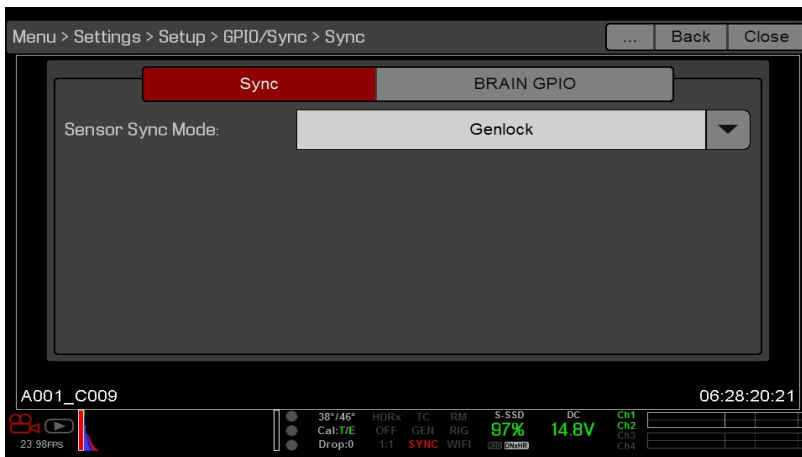 Menu > Settings > Setup > GPIO/Sync > Sync ... Back Close
Sync BRAIN GPIO
Sensor Sync Mode: Genlock
A001_C009 06:28:20:21
38°/46° HDRx TC RM S-SSD DC Ch1
Cal:T/E OFF GEN RIG 97% 14.8V Ch2
23.98FPS Drop:0 1:1 SYNC WIFI DNxHR Ch3
Ch4